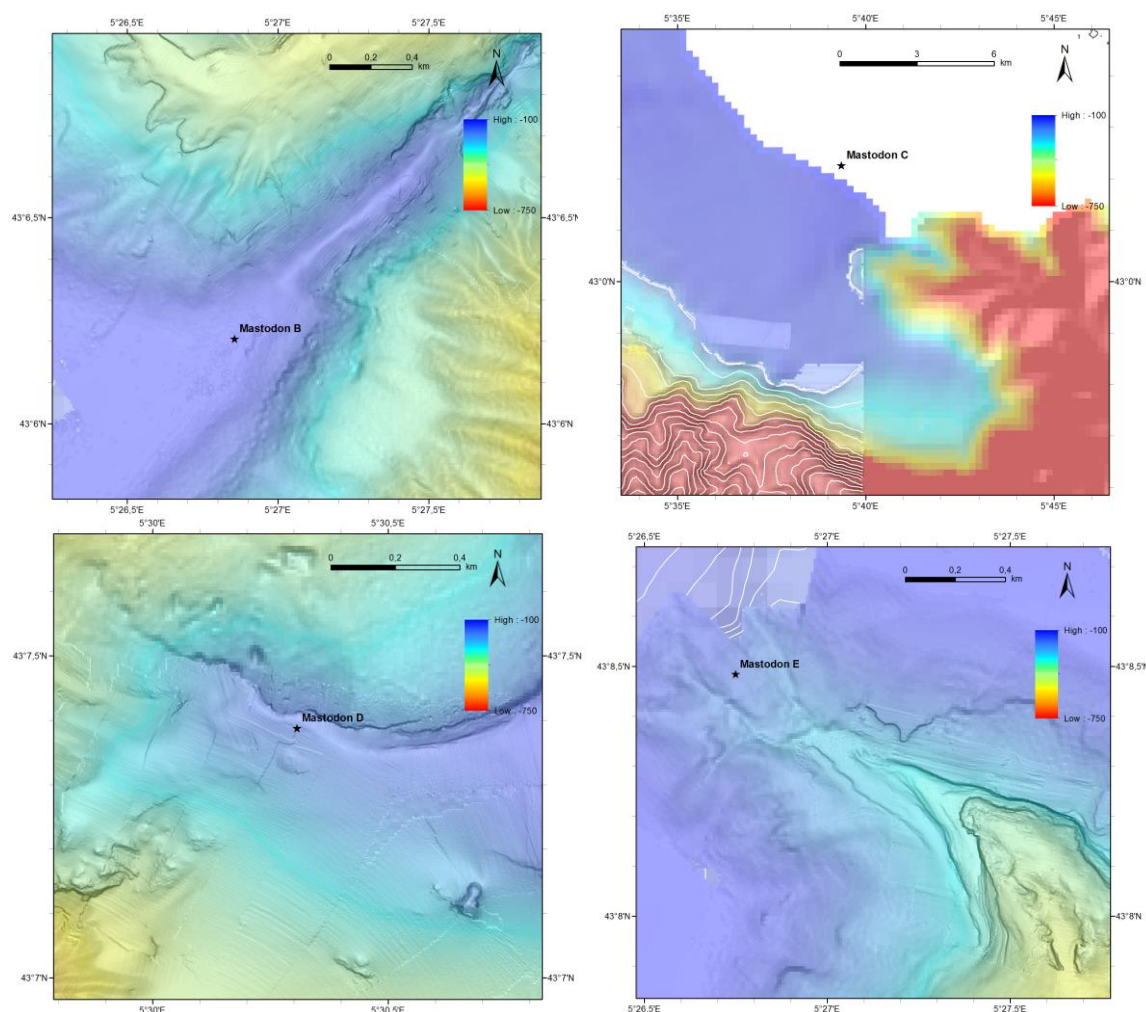 5°26,5'E 5°27'E 5°27,5'E
0 0,2 0,4 km
N
High : -100
Low : -750
43°6,5'N 43°6,5'N
Mastodon B
43°6'N 43°6'N
5°26,5'E 5°27'E 5°27,5'E
5°35'E 5°40'E 5°45'E
0 3 6 km
N
High : -100
Mastodon C
Low : -750
43°0'N 43°0'N
5°35'E 5°40'E 5°45'E
5°30'E 5°30,5'E
0 0,2 0,4 km
N
High : -100
43°7,5'N 43°7,5'N
Low : -750
Mastodon D
43°7'N 43°7'N
5°30'E 5°30,5'E
5°26,5'E 5°27'E 5°27,5'E
0 0,2 0,4 km
N
High : -100
43°8,5'N 43°8,5'N
Mastodon E
Low : -750
43°8'N 43°8'N
5°26,5'E 5°27'E 5°27,5'E